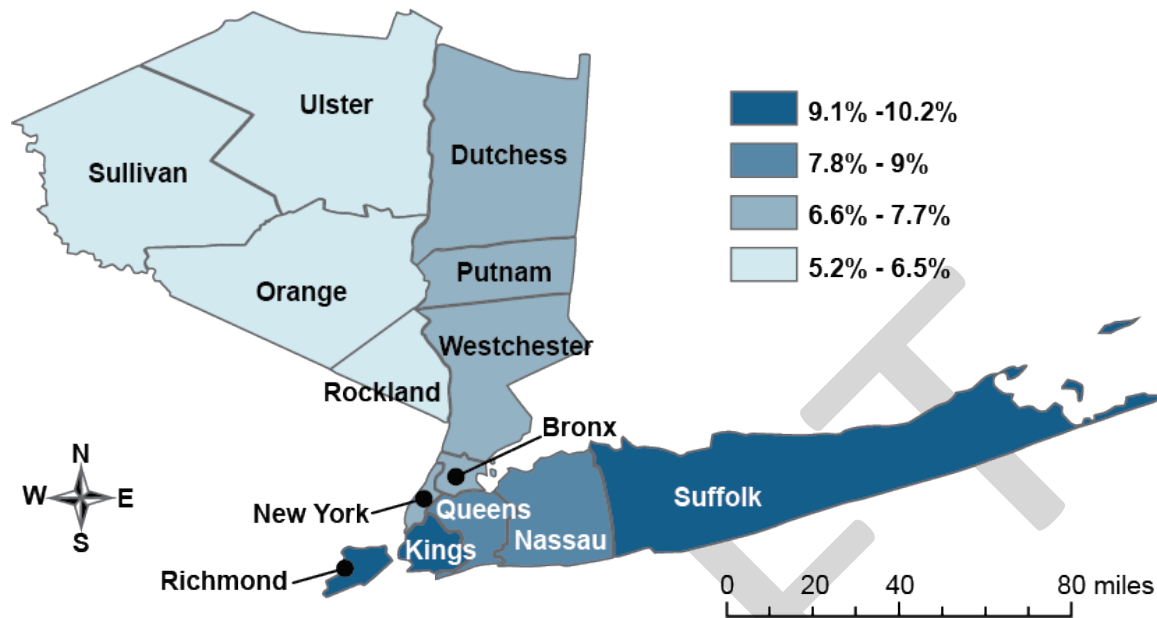 Ulster
Sullivan
Dutchess
Orange
Putnam
Westchester
Rockland
Bronx
New York
Queens
Nassau
Suffolk
Kings
Richmond
9.1% -10.2%
7.8% - 9%
6.6% - 7.7%
5.2% - 6.5%
N
W E
S
0 20 40 80 miles